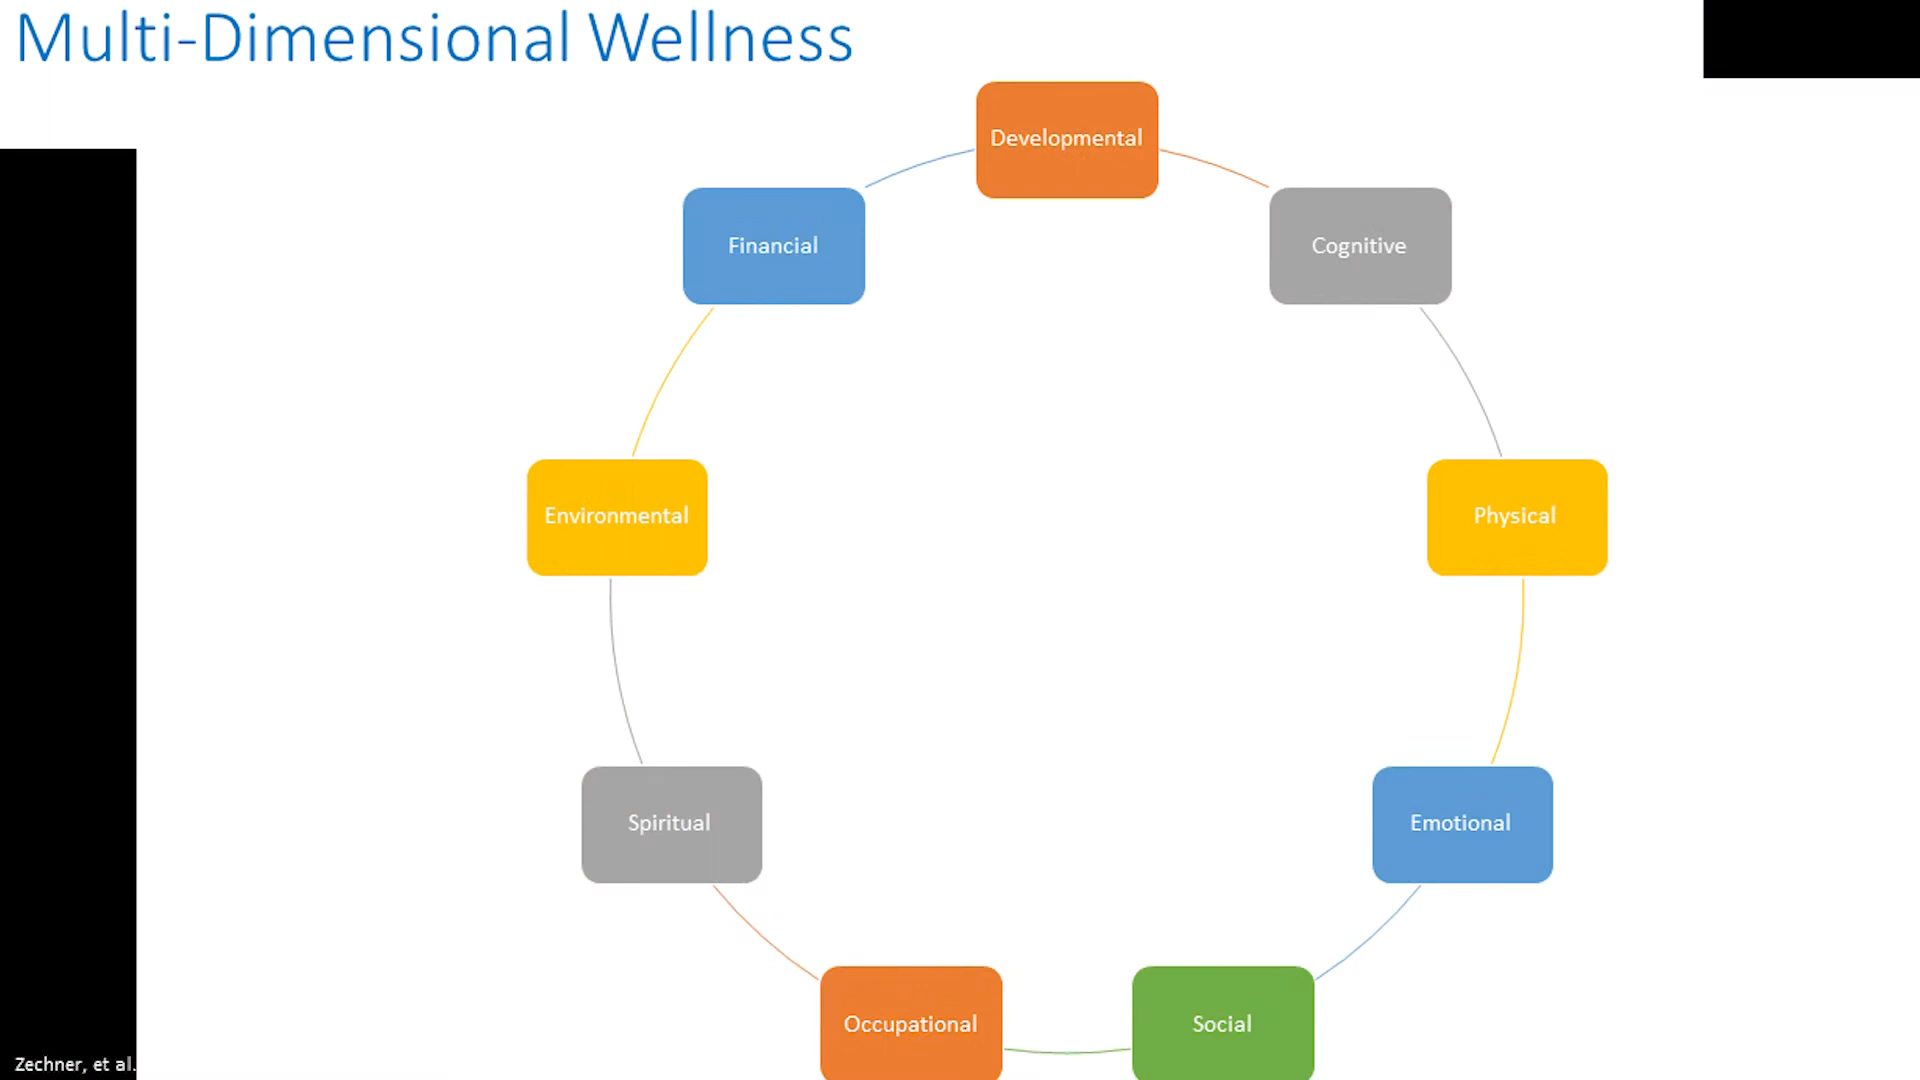 Multi-Dimensional Wellness
Developmental
Financial
Cognitive
Environmental
Physical
Spiritual
Emotional
Occupational
Social
Zechner, et al.